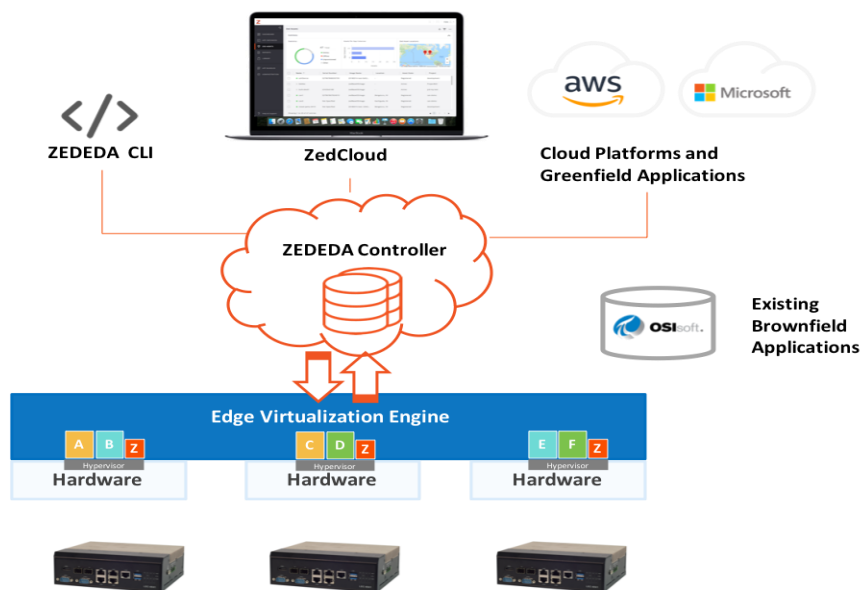 aws
Microsoft
</>
ZEDEDA CLI
ZedCloud
Cloud Platforms and
Greenfield Applications
ZEDEDA Controller
OSIsoft.
Existing
Brownfield
Applications
Edge Virtualization Engine
A B Z
C D Z
E F Z
Hypervisor
Hypervisor
Hypervisor
Hardware
Hardware
Hardware